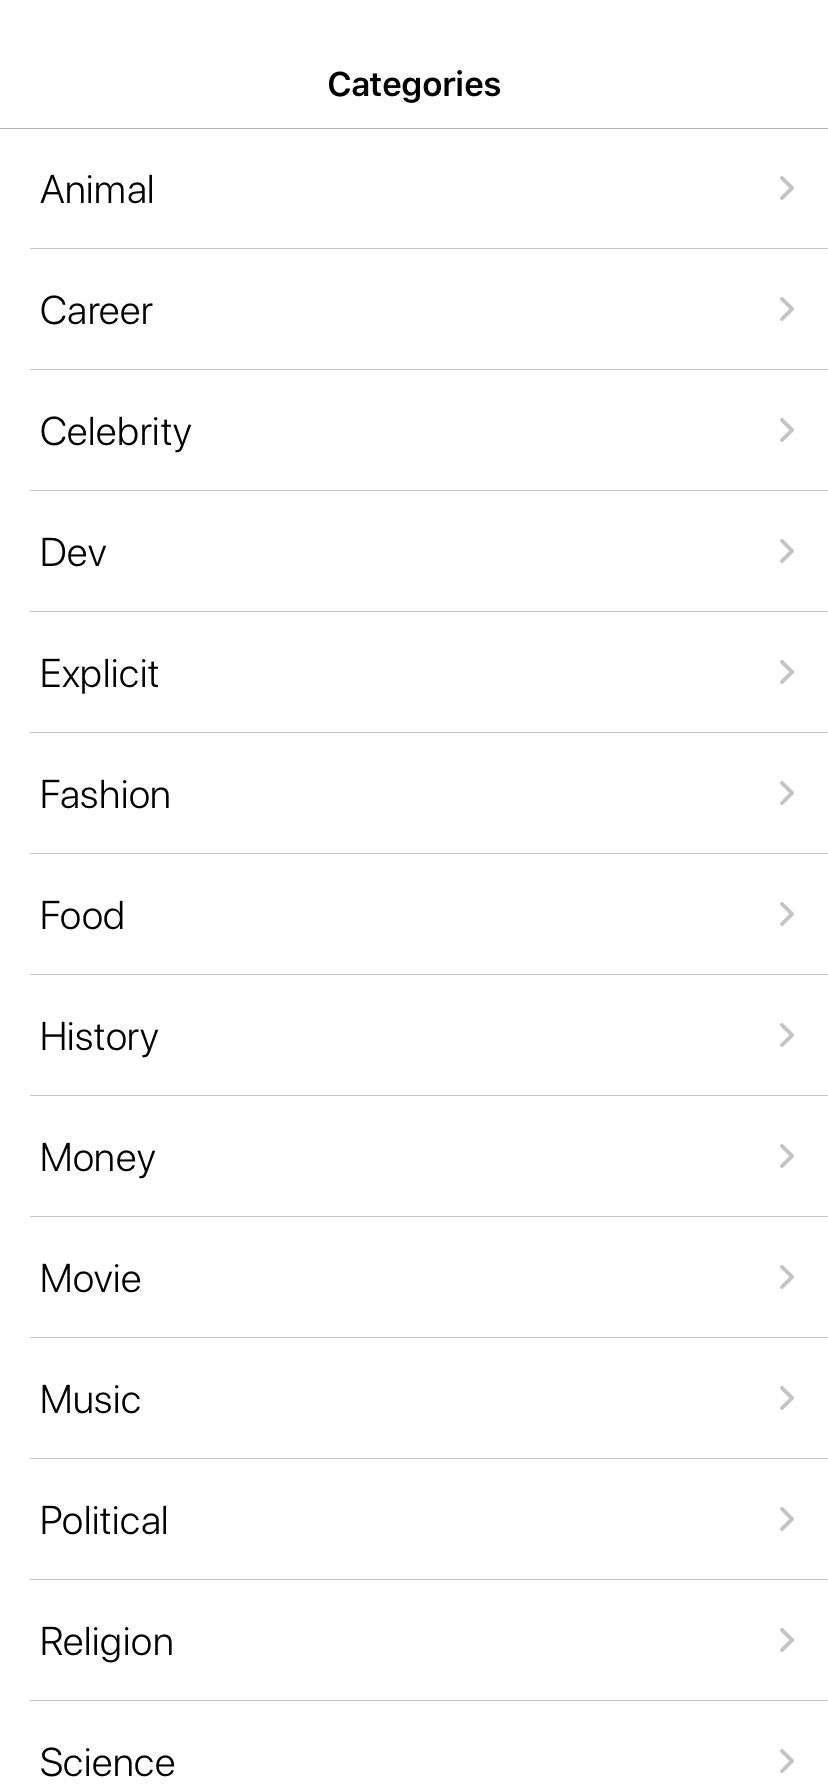 Categories
Animal
Career
Celebrity
Dev
Explicit
Fashion
Food
History
Money
Movie
Music
Political
Religion
Science